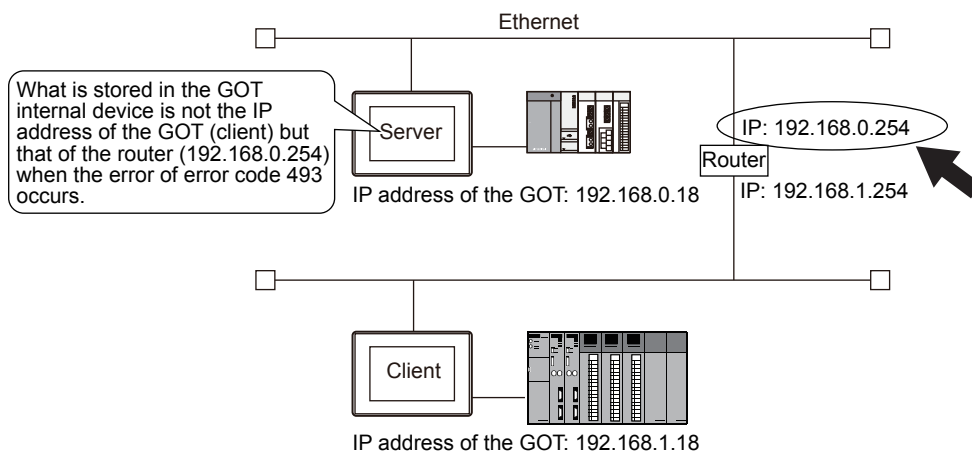 Ethernet
What is stored in the GOT
internal device is not the IP
address of the GOT (client) but
that of the router (192.168.0.254)
when the error of error code 493
occurs.
Server
IP address of the GOT: 192.168.0.18
IP: 192.168.0.254
Router
IP: 192.168.1.254
Client
IP address of the GOT: 192.168.1.18